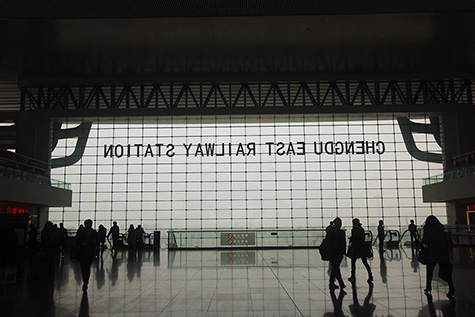 CHENGDU EAST RAILWAY STATION